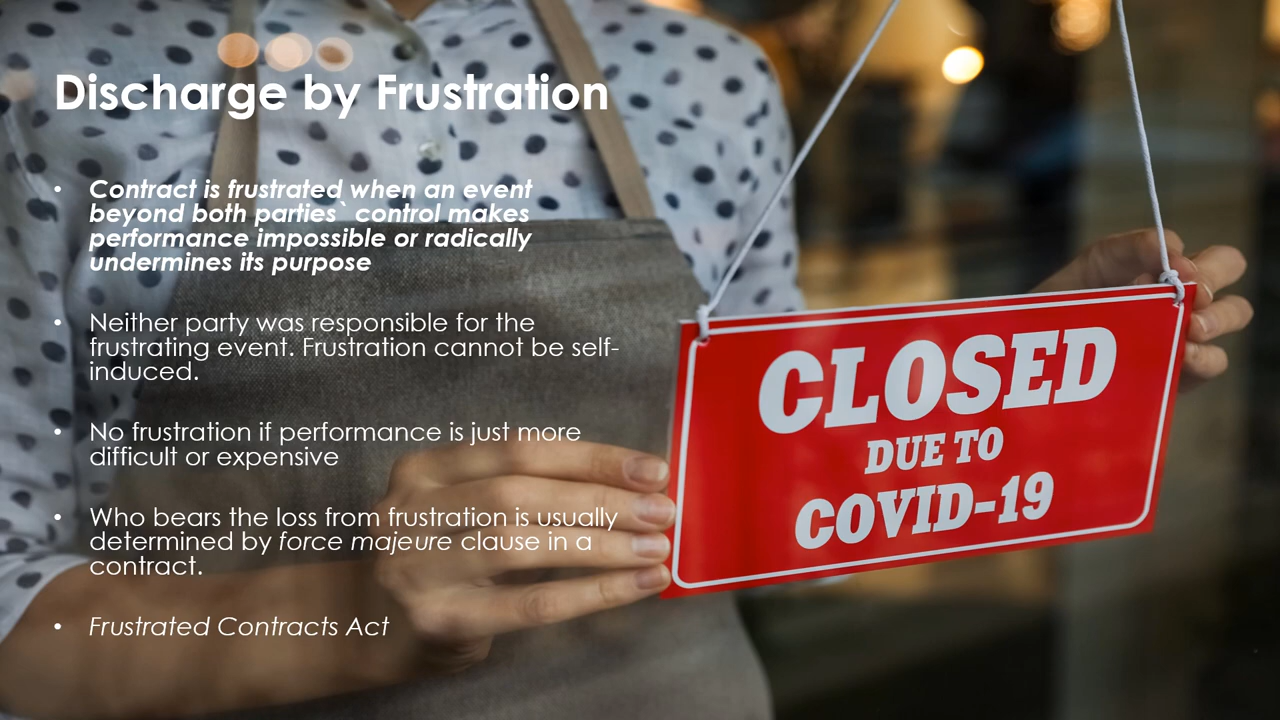 Discharge by Frustration
• Contract is frustrated when an event
beyond both parties` control makes
performance impossible or radically
undermines its purpose
• Neither party was responsible for the
frustrating event. Frustration cannot be self-
induced.
• No frustration if performance is just more
difficult or expensive
• Who bears the loss from frustration is usually
determined by force majeure clause in a
contract.
• Frustrated Contracts Act
CLOSED
DUE TO
COVID-19